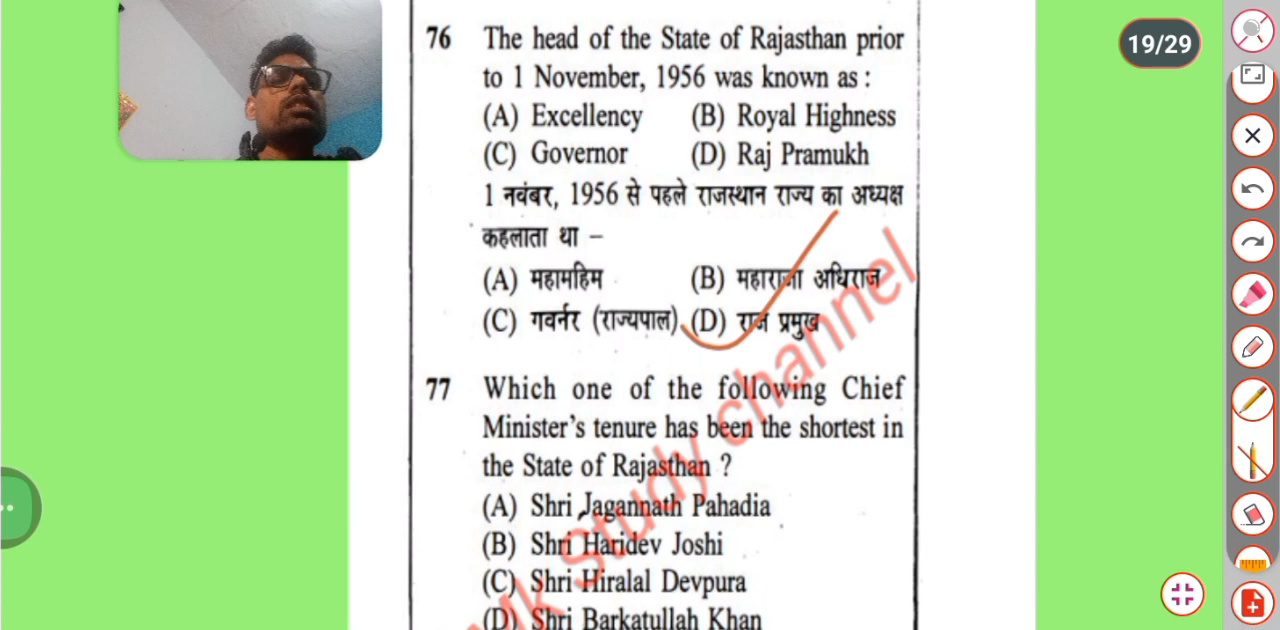 19/29
76 The head of the State of Rajasthan prior
to 1 November, 1956 was known as :
(A) Excellency (B) Royal Highness
(C) Governor (D) Raj Pramukh
1 नवंबर, 1956 से पहले राजस्थान राज्य का अध्यक्ष
कहलाता था –
(A) महामहिम (B) महाराजा अधिराज
(C) गवर्नर (राज्यपाल) (D) राज प्रमुख
77 Which one of the following Chief
Minister's tenure has been the shortest in
the State of Rajasthan ?
(A) Shri Jagannath Pahadia
(B) Shri Haridev Joshi
(C) Shri Hiralal Devpura
(D) Shri Barkatullah Khan
Study channel